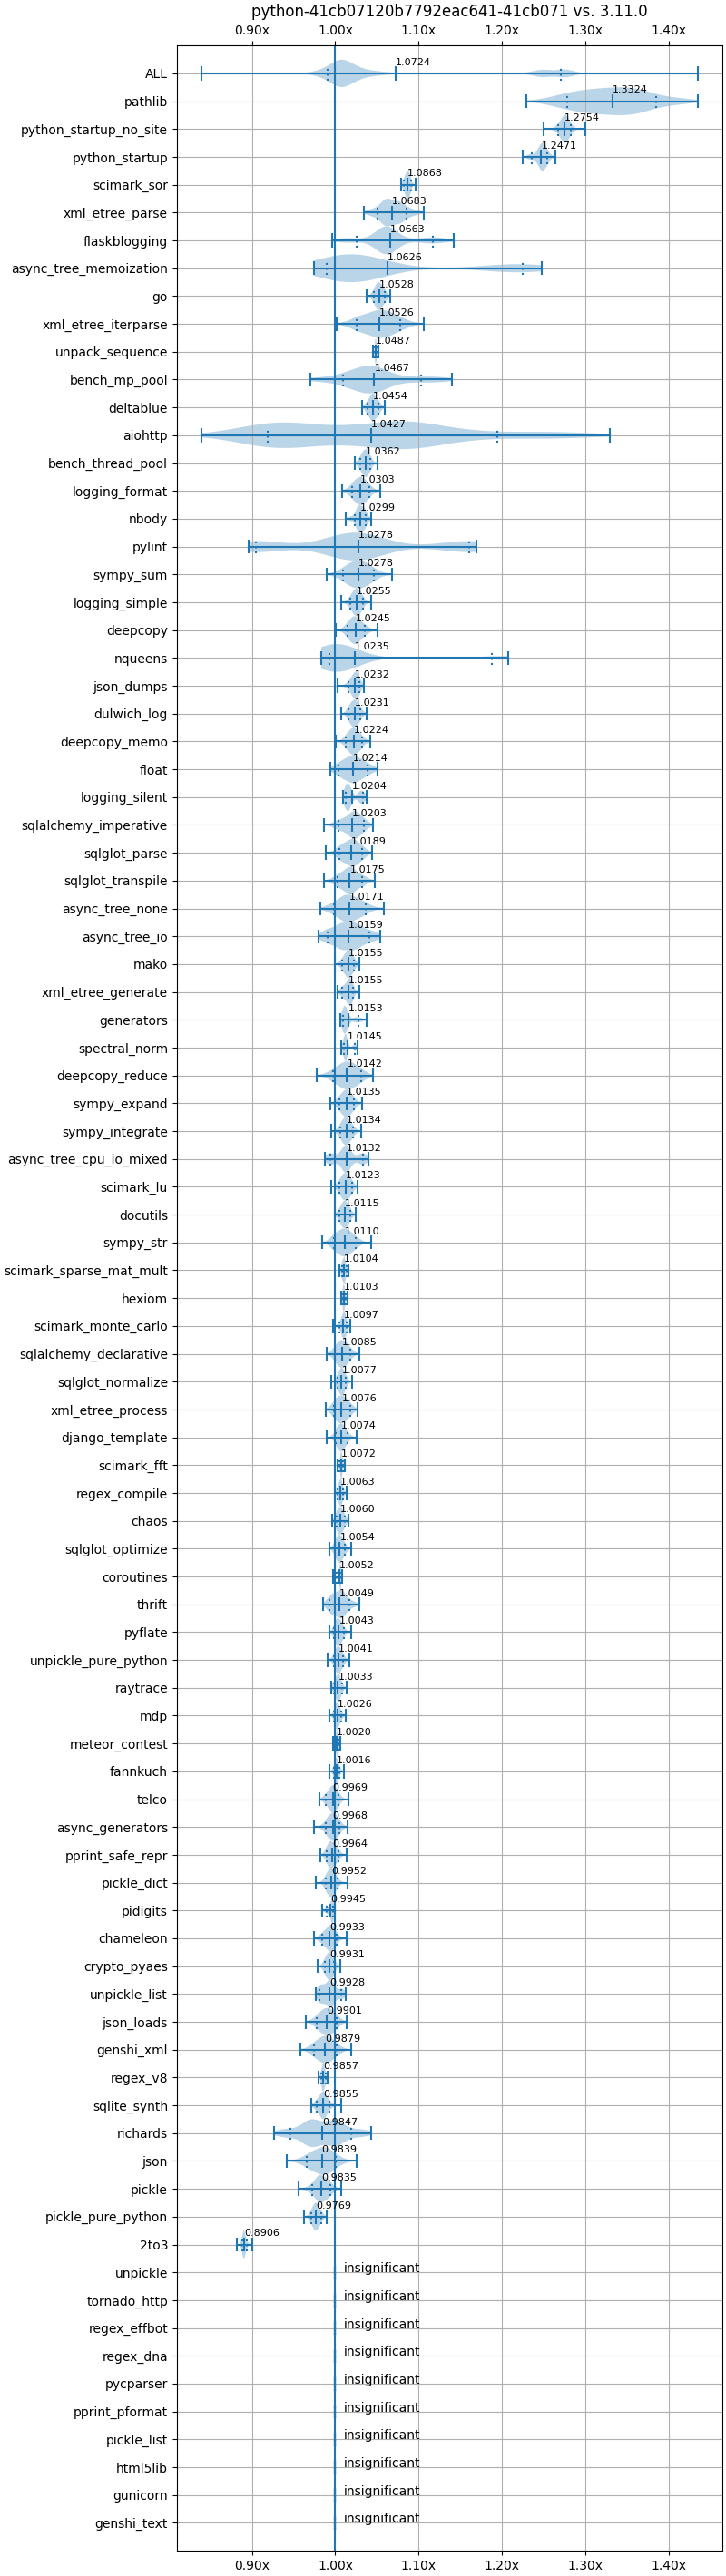 python-41cb07120b7792eac641-41cb071 vs. 3.11.0
0.90x 1.00x 1.10x 1.20x 1.30x 1.40x
ALL 1.0724
pathlib 1.3324
python_startup_no_site 1.2754
python_startup 1.2471
scimark_sor 1.0868
xml_etree_parse 1.0683
flaskblogging 1.0663
async_tree_memoization 1.0626
go 1.0528
xml_etree_iterparse 1.0526
unpack_sequence 1.0487
bench_mp_pool 1.0467
deltablue 1.0454
aiohttp 1.0427
bench_thread_pool 1.0362
logging_format 1.0303
nbody 1.0299
pylint 1.0278
sympy_sum 1.0278
logging_simple 1.0255
deepcopy 1.0245
nqueens 1.0235
json_dumps 1.0232
dulwich_log 1.0231
deepcopy_memo 1.0224
float 1.0214
logging_silent 1.0204
sqlalchemy_imperative 1.0203
sqlglot_parse 1.0189
sqlglot_transpile 1.0175
async_tree_none 1.0171
async_tree_io 1.0159
mako 1.0155
xml_etree_generate 1.0155
generators 1.0153
spectral_norm 1.0145
deepcopy_reduce 1.0142
sympy_expand 1.0135
sympy_integrate 1.0134
async_tree_cpu_io_mixed 1.0132
scimark_lu 1.0123
docutils 1.0115
sympy_str 1.0110
scimark_sparse_mat_mult 1.0104
hexiom 1.0103
scimark_monte_carlo 1.0097
sqlalchemy_declarative 1.0085
sqlglot_normalize 1.0077
xml_etree_process 1.0076
django_template 1.0074
scimark_fft 1.0072
regex_compile 1.0063
chaos 1.0060
sqlglot_optimize 1.0054
coroutines 1.0052
thrift 1.0049
pyflate 1.0043
unpickle_pure_python 1.0041
raytrace 1.0033
mdp 1.0026
meteor_contest 1.0020
fannkuch 1.0016
telco 0.9969
async_generators 0.9968
pprint_safe_repr 0.9964
pickle_dict 0.9952
pidigits 0.9945
chameleon 0.9933
crypto_pyaes 0.9931
unpickle_list 0.9928
json_loads 0.9901
genshi_xml 0.9879
regex_v8 0.9857
sqlite_synth 0.9855
richards 0.9847
json 0.9839
pickle 0.9835
pickle_pure_python 0.9769
2to3 0.8906
unpickle insignificant
tornado_http insignificant
regex_effbot insignificant
regex_dna insignificant
pycparser insignificant
pprint_pformat insignificant
pickle_list insignificant
html5lib insignificant
gunicorn insignificant
genshi_text insignificant
0.90x 1.00x 1.10x 1.20x 1.30x 1.40x